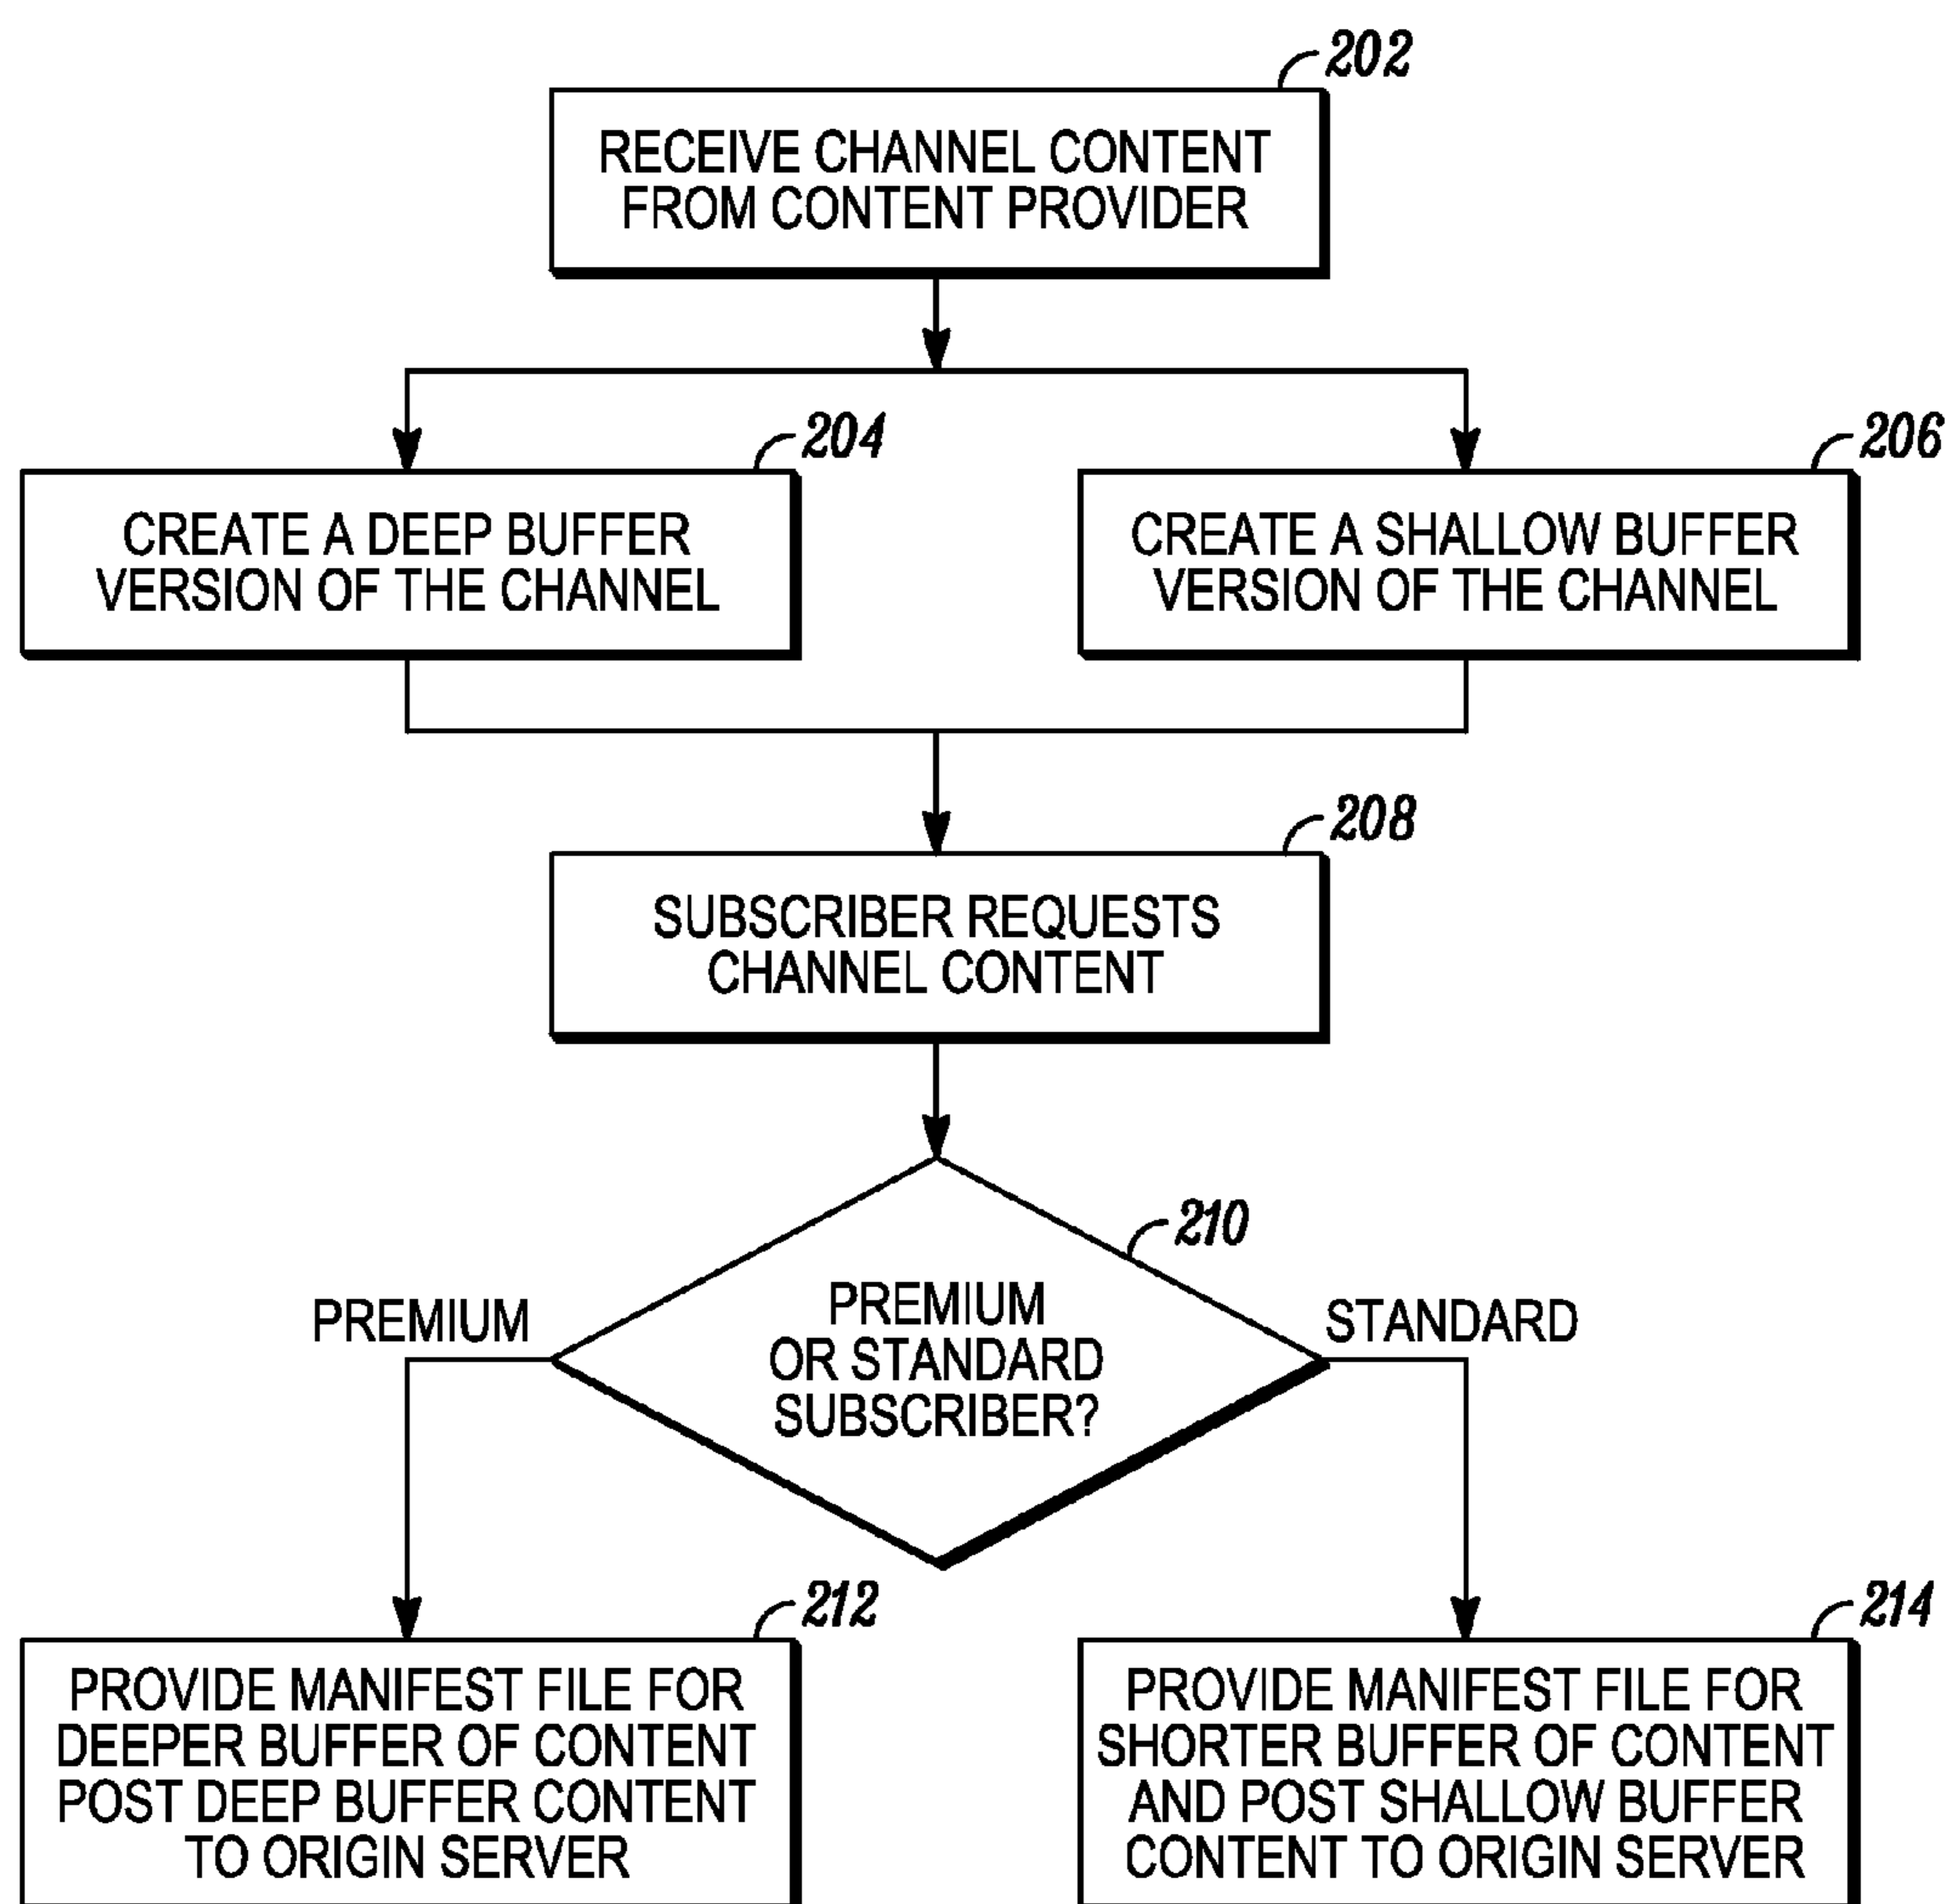 202
RECEIVE CHANNEL CONTENT
FROM CONTENT PROVIDER
204
CREATE A DEEP BUFFER
VERSION OF THE CHANNEL
206
CREATE A SHALLOW BUFFER
VERSION OF THE CHANNEL
208
SUBSCRIBER REQUESTS
CHANNEL CONTENT
210
PREMIUM
OR STANDARD
SUBSCRIBER?
PREMIUM
STANDARD
212
PROVIDE MANIFEST FILE FOR
DEEPER BUFFER OF CONTENT
POST DEEP BUFFER CONTENT
TO ORIGIN SERVER
214
PROVIDE MANIFEST FILE FOR
SHORTER BUFFER OF CONTENT
AND POST SHALLOW BUFFER
CONTENT TO ORIGIN SERVER